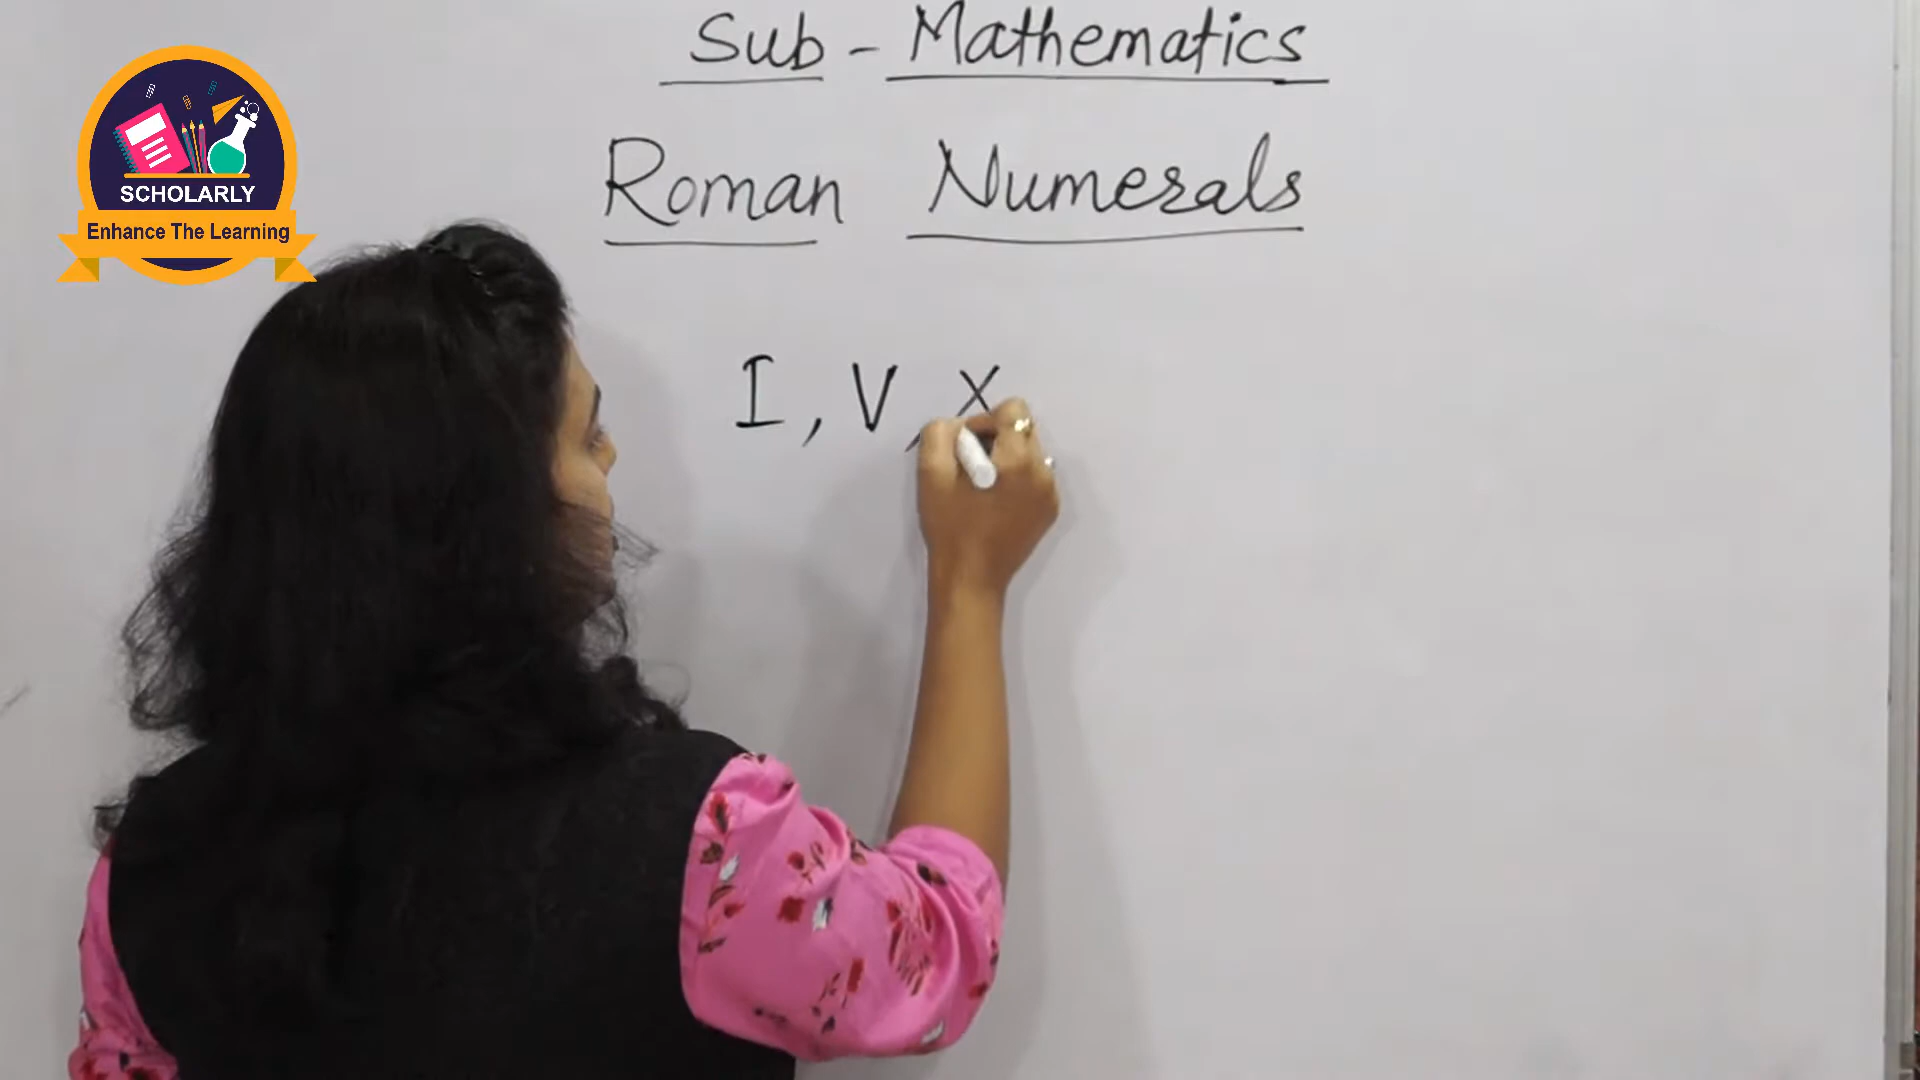 Sub - Mathematics
Roman Numerals
I, V, X
SCHOLARLY
Enhance The Learning